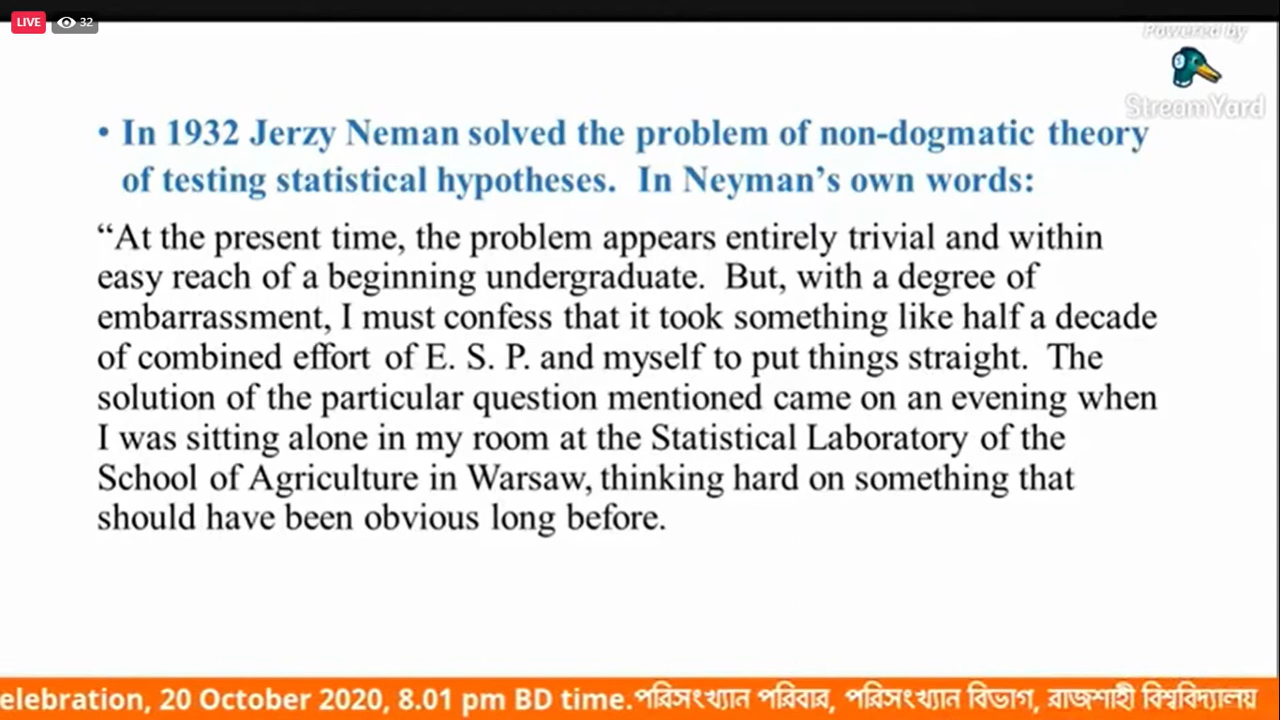 LIVE 32
Powered by
StreamYard
• In 1932 Jerzy Neman solved the problem of non-dogmatic theory
of testing statistical hypotheses. In Neyman’s own words:
“At the present time, the problem appears entirely trivial and within
easy reach of a beginning undergraduate. But, with a degree of
embarrassment, I must confess that it took something like half a decade
of combined effort of E. S. P. and myself to put things straight. The
solution of the particular question mentioned came on an evening when
I was sitting alone in my room at the Statistical Laboratory of the
School of Agriculture in Warsaw, thinking hard on something that
should have been obvious long before.
elebration, 20 October 2020, 8.01 pm BD time.পরিসংখ্যান পরিবার, পরিসংখ্যান বিভাগ, রাজশাহী বিশ্ববিদ্যালয়